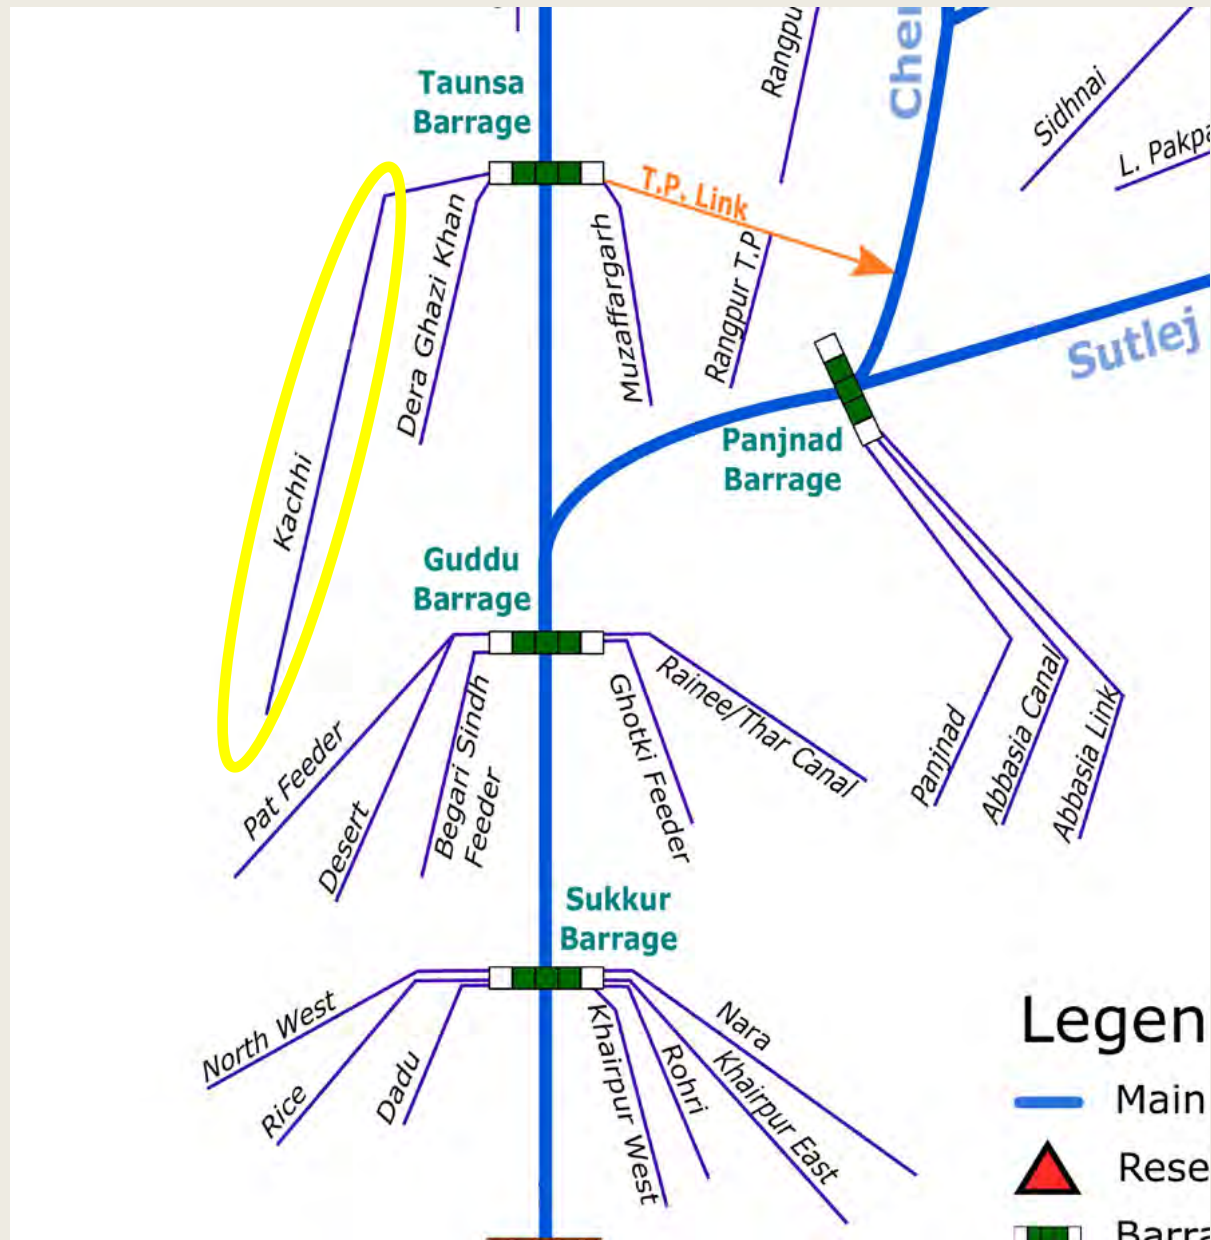 Taunsa
Barrage
Rangpu
Cher
Sidhnai
L. Pakpa
T.P. Link
Dera Ghazi Khan
Muzaffargarh
Rangpur T.P
Sutlej
Kachhi
Panjnad
Barrage
Guddu
Barrage
Pat Feeder
Desert
Begari Sindh
Feeder
Ghotki Feeder
Rainee/Thar Canal
Panjnad
Abbasia Canal
Abbasia Link
Sukkur
Barrage
North West
Rice
Dadu
Khairpur West
Rohri
Khairpur East
Nara
Legen
Main
Rese
Barra